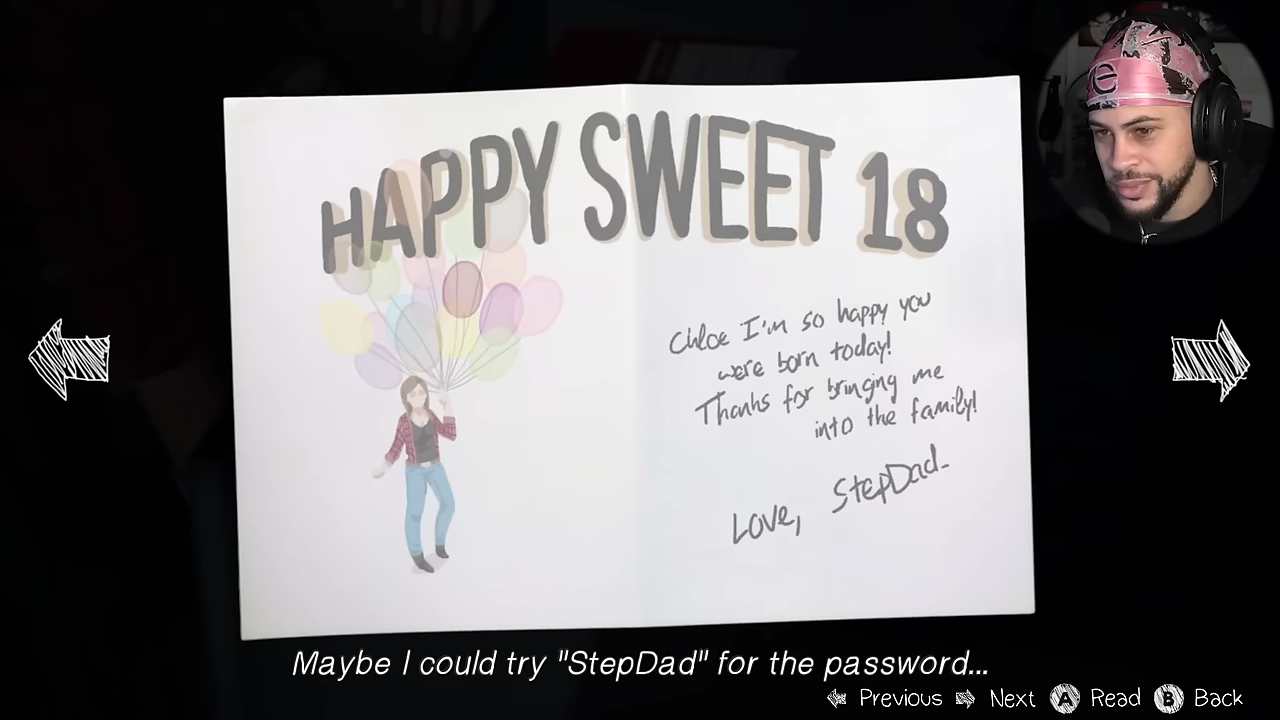 HAPPY SWEET 18
Chloe I'm so happy you
were born today!
Thanks for bringing me
into the family!
Love, StepDad
Maybe I could try "StepDad" for the password...
Previous Next A Read B Back